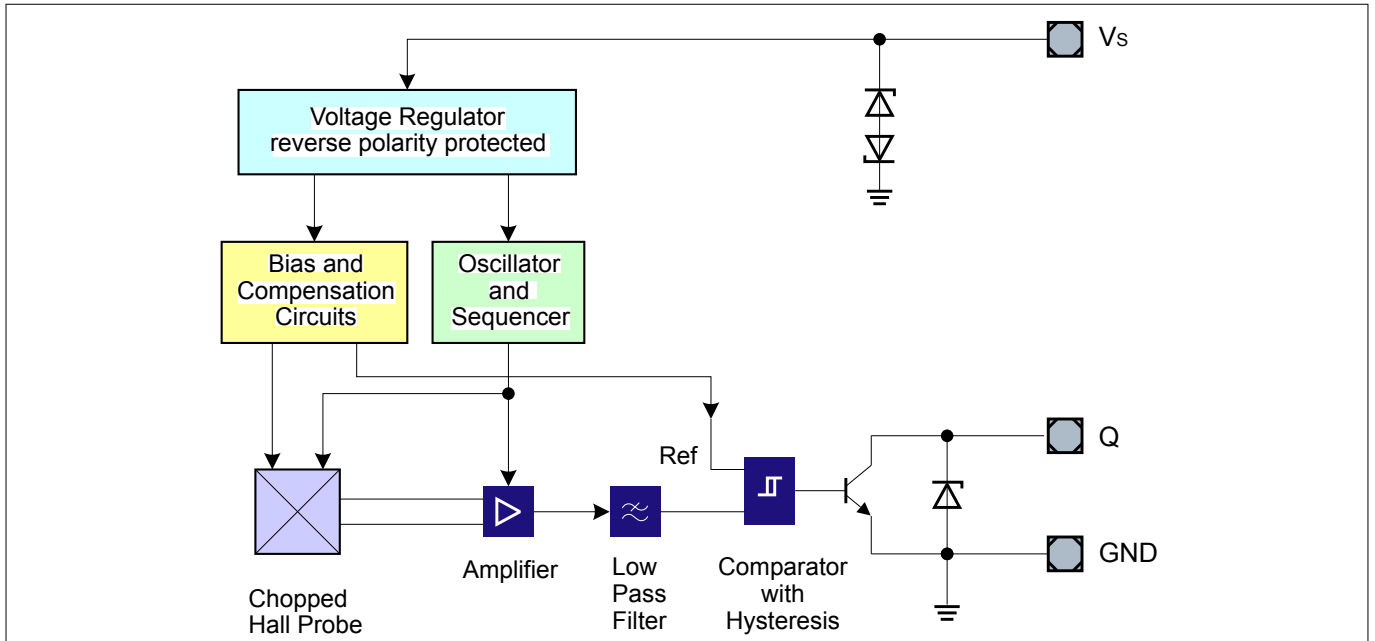 Vs
Voltage Regulator
reverse polarity protected
Bias and
Compensation
Circuits
Oscillator
and
Sequencer
Ref
Q
GND
Amplifier
Low
Pass
Filter
Comparator
with
Hysteresis
Chopped
Hall Probe